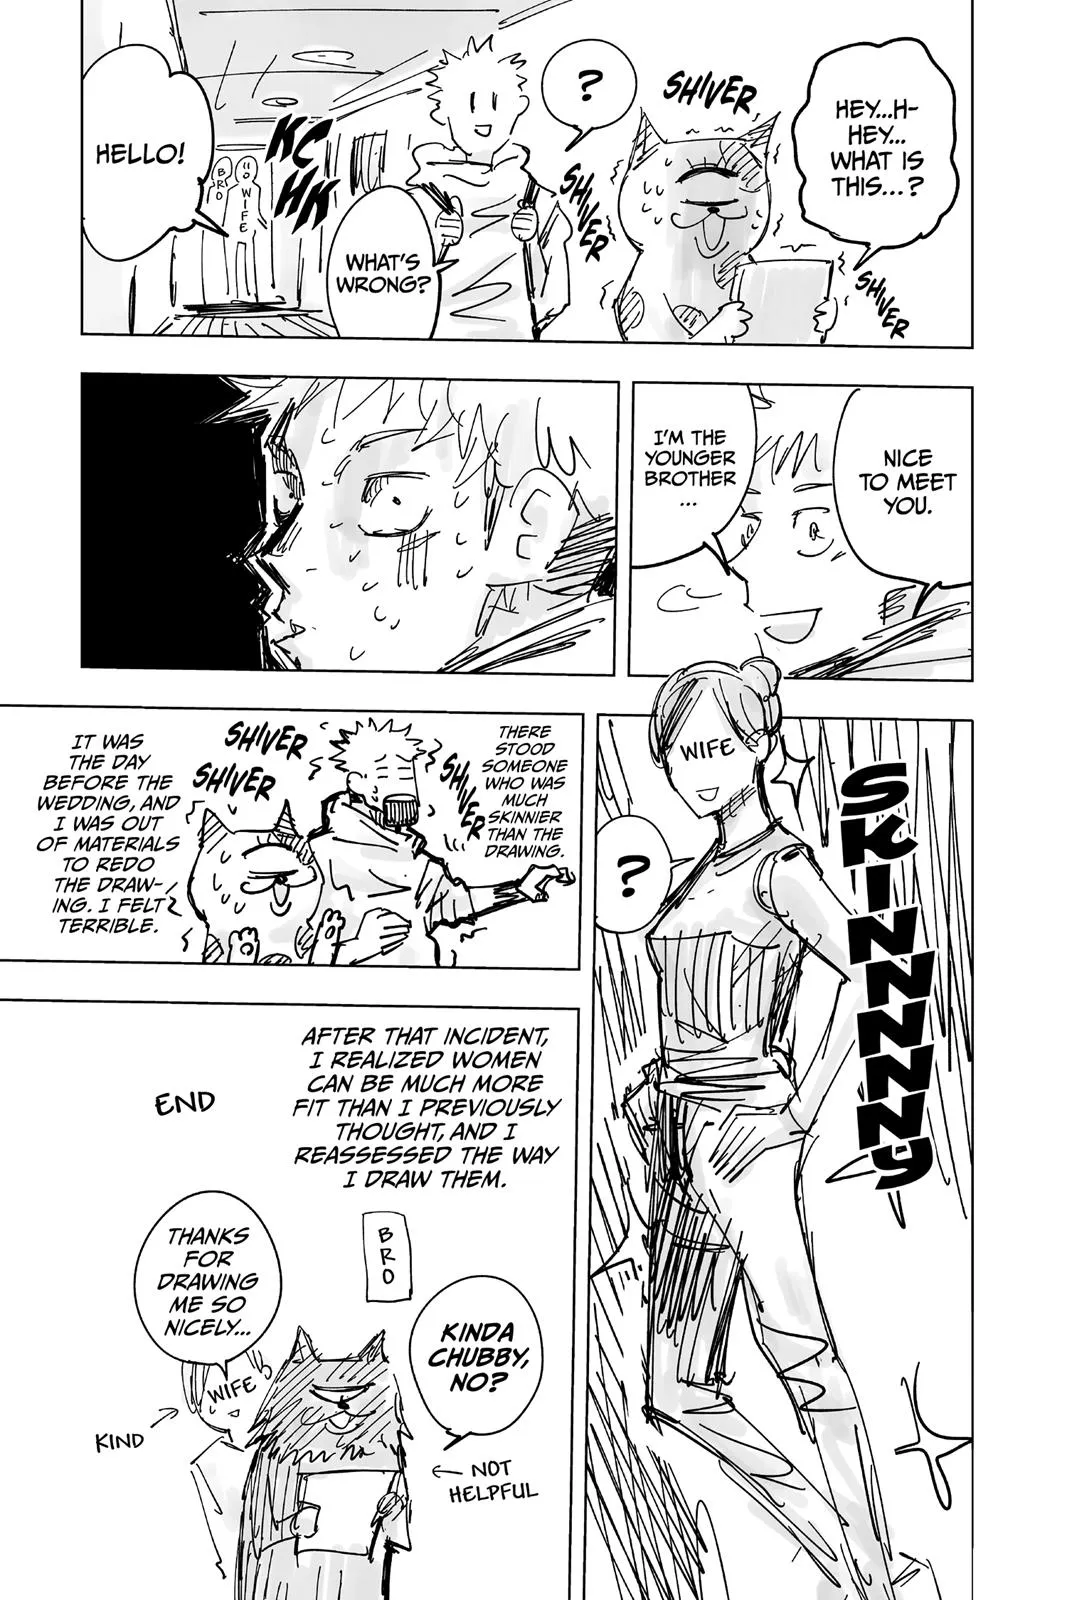 HEY...H-
HEY...
WHAT IS
THIS...?
SHIVER
SHIVER
?
SHIVER
SHIVER
WHAT'S
WRONG?
KC
HK
HELLO!
BRO
WIFE
NICE
TO MEET
YOU.
I'M THE
YOUNGER
BROTHER
...
WIFE
?
SKINNNNNY
THERE
STOOD
SOMEONE
WHO WAS
MUCH
SKINNIER
THAN THE
DRAWING.
SHIVER
SHIVER
SHIVER
IT WAS
THE DAY
BEFORE THE
WEDDING, AND
I WAS OUT
OF MATERIALS
TO REDO
THE DRAW-
ING. I FELT
TERRIBLE.
AFTER THAT INCIDENT,
I REALIZED WOMEN
CAN BE MUCH MORE
FIT THAN I PREVIOUSLY
THOUGHT, AND I
REASSESSED THE WAY
I DRAW THEM.
END
BRO
KINDA
CHUBBY,
NO?
NOT
HELPFUL
THANKS
FOR
DRAWING
ME SO
NICELY...
WIFE
KIND